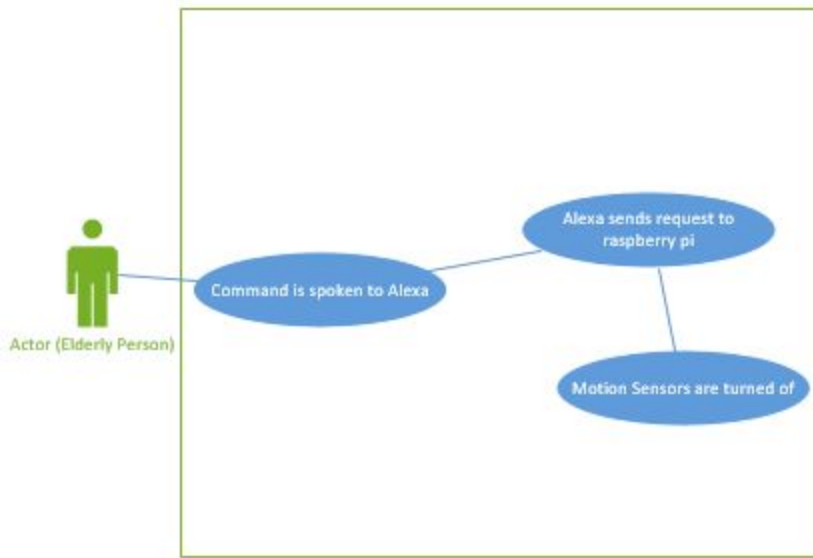 Alexa sends request to
raspberry pi
Command is spoken to Alexa
Actor (Elderly Person)
Motion Sensors are turned of